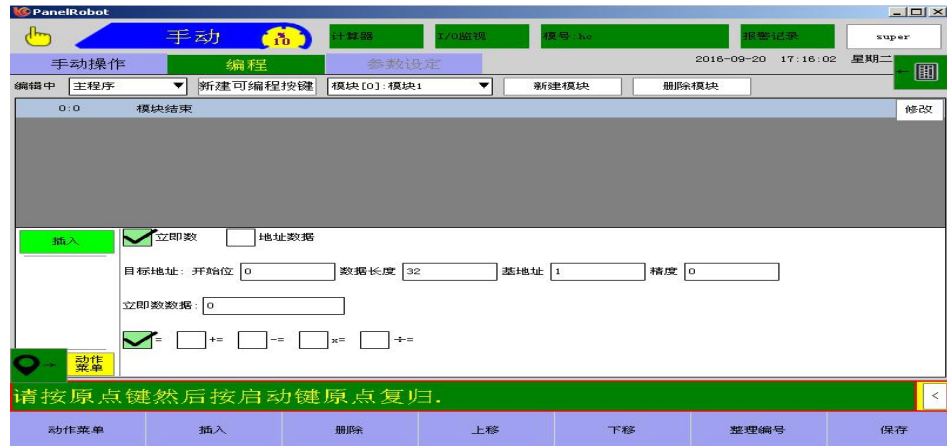 PanelRobot
手动 % 10 计算器 I/O监视 模号:he 报警记录 super
手动操作 编程 参数设定 2016-09-20 17:16:02 星期二
编辑中 主程序 新建可编程按键 模块[0]:模块1 新建模块 删除模块
0:0 模块结束 修改
插入 立即数 地址数据
目标地址: 开始位 0 数据长度 32 基地址 1 精度 0
立即数数据: 0
= += -= x= ÷=
动作菜单
请按原点键然后按启动键原点复归. <
动作菜单 插入 删除 上移 下移 整理编号 保存